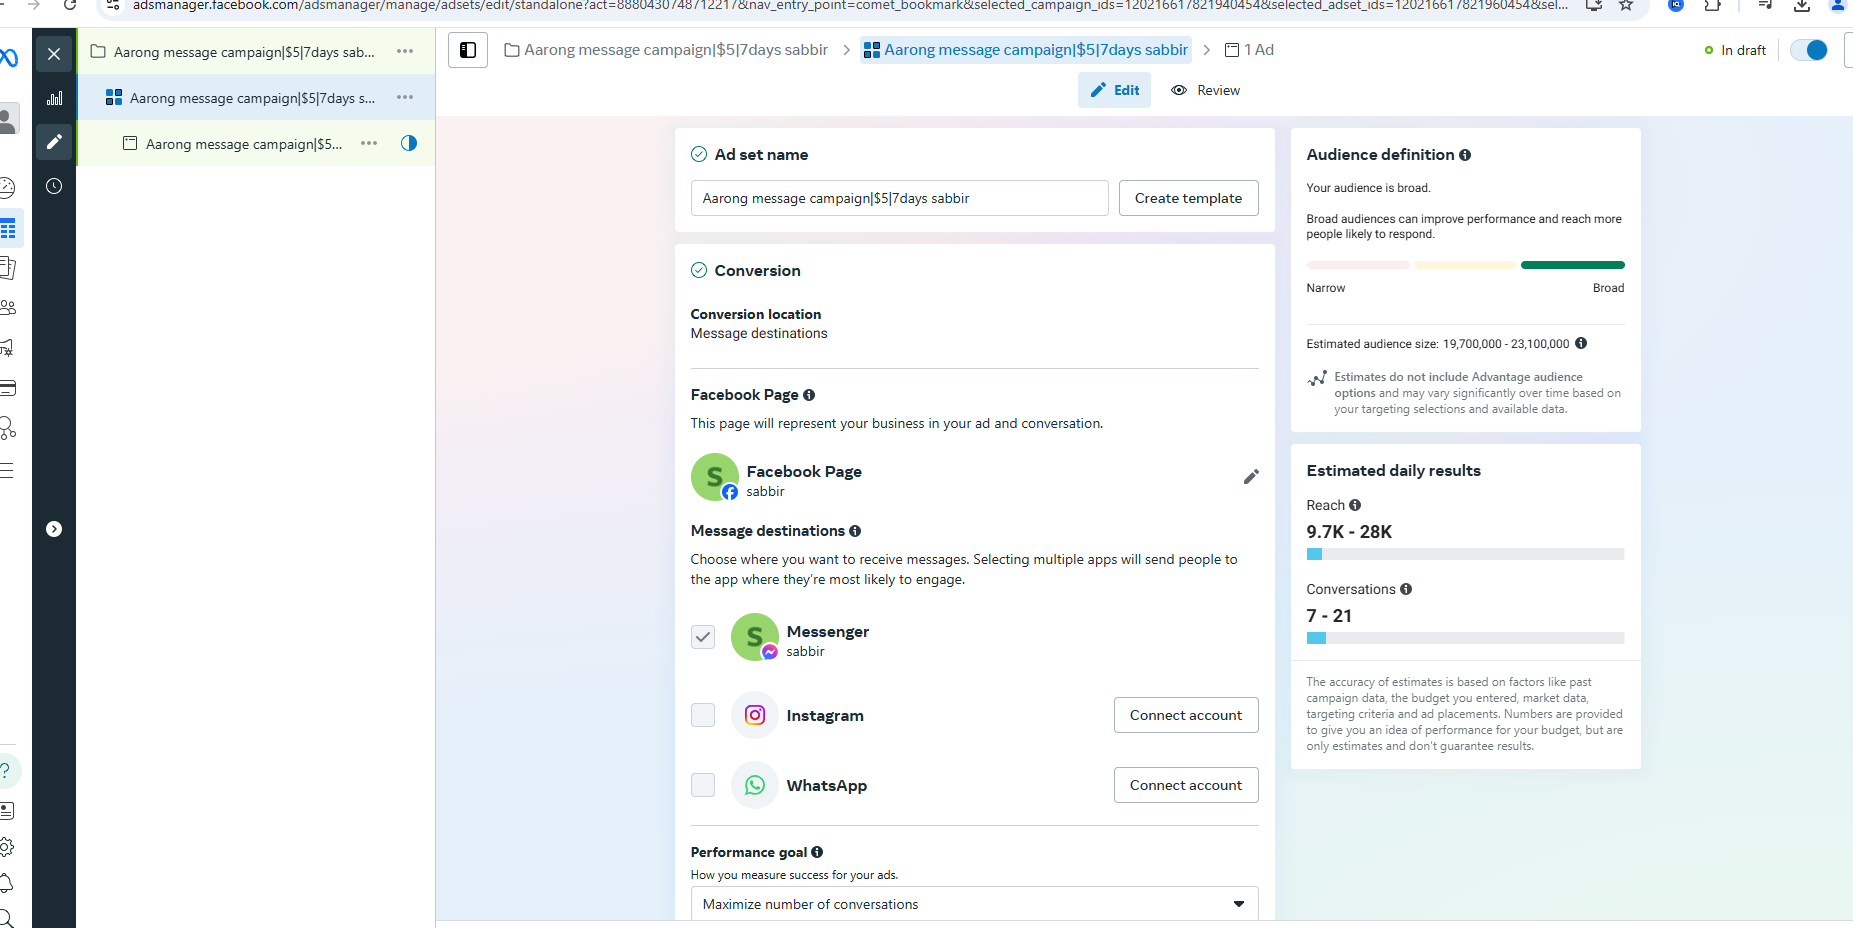 adsmanager.facebook.com/adsmanager/manage/adsets/edit/standalone?act=888043074871221​7&nav_entry_point=comet_bookmark&selected_campaign_ids=120216617821940454&selected_adset_ids=120216617821960454&sel...
Aarong message campaign|$5|7days sab...
Aarong message campaign|$5|7days s...
Aarong message campaign|$5...
Aarong message campaign|$5|7days sabbir
Aarong message campaign|$5|7days sabbir
1 Ad
In draft
Edit
Review
Ad set name
Aarong message campaign|$5|7days sabbir
Create template
Conversion
Conversion location
Message destinations
Facebook Page
This page will represent your business in your ad and conversation.
S
Facebook Page
sabbir
Message destinations
Choose where you want to receive messages. Selecting multiple apps will send people to
the app where they're most likely to engage.
S
Messenger
sabbir
Instagram
Connect account
WhatsApp
Connect account
Performance goal
How you measure success for your ads.
Maximize number of conversations
Audience definition
Your audience is broad.
Broad audiences can improve performance and reach more
people likely to respond.
Narrow
Broad
Estimated audience size: 19,700,000 - 23,100,000
Estimates do not include Advantage audience
options and may vary significantly over time based on
your targeting selections and available data.
Estimated daily results
Reach
9.7K - 28K
Conversations
7 - 21
The accuracy of estimates is based on factors like past
campaign data, the budget you entered, market data,
targeting criteria and ad placements. Numbers are provided
to give you an idea of performance for your budget, but are
only estimates and don't guarantee results.